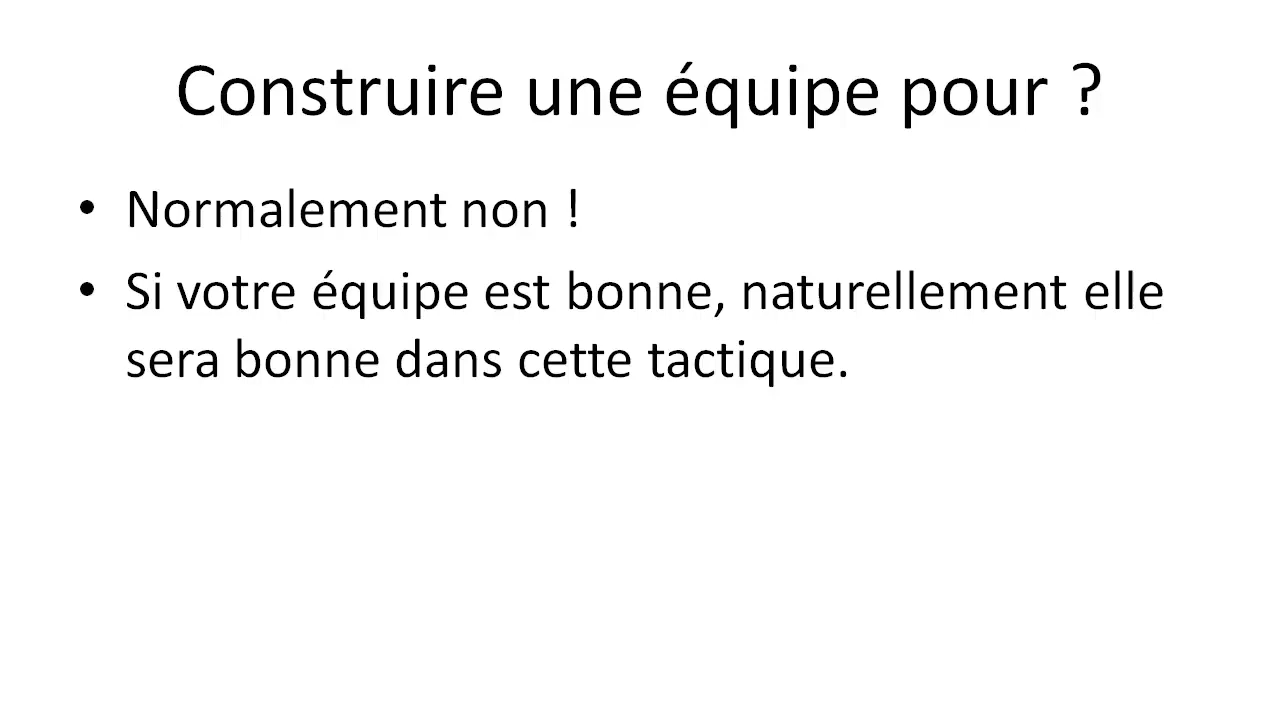 Construire une équipe pour ?
• Normalement non !
• Si votre équipe est bonne, naturellement elle
sera bonne dans cette tactique.